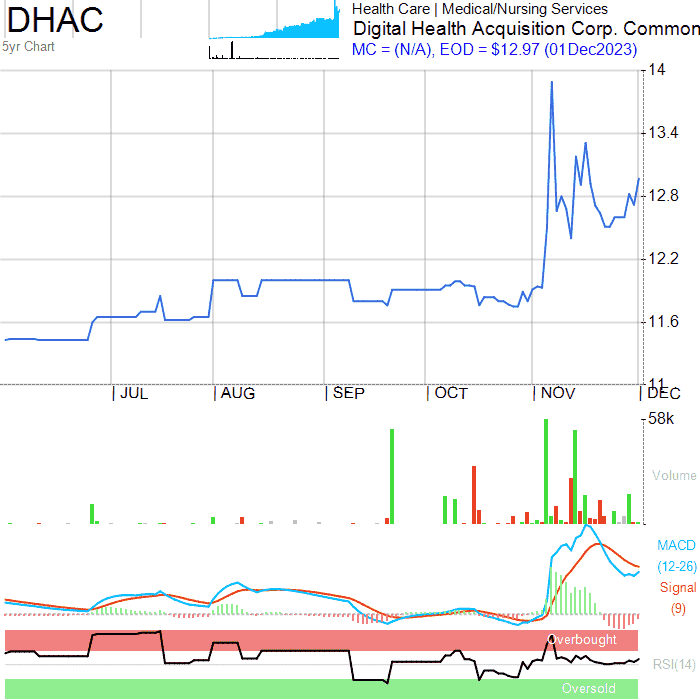 DHAC
5yr Chart
Health Care | Medical/Nursing Services
Digital Health Acquisition Corp. Common
MC = (N/A), EOD = $12.97 (01Dec2023)
14
13.4
12.8
12.2
11.6
11
JUL AUG SEP OCT NOV DEC
58k
Volume
MACD
(12-26)
Signal
(9)
Overbought
RSI(14)
Oversold